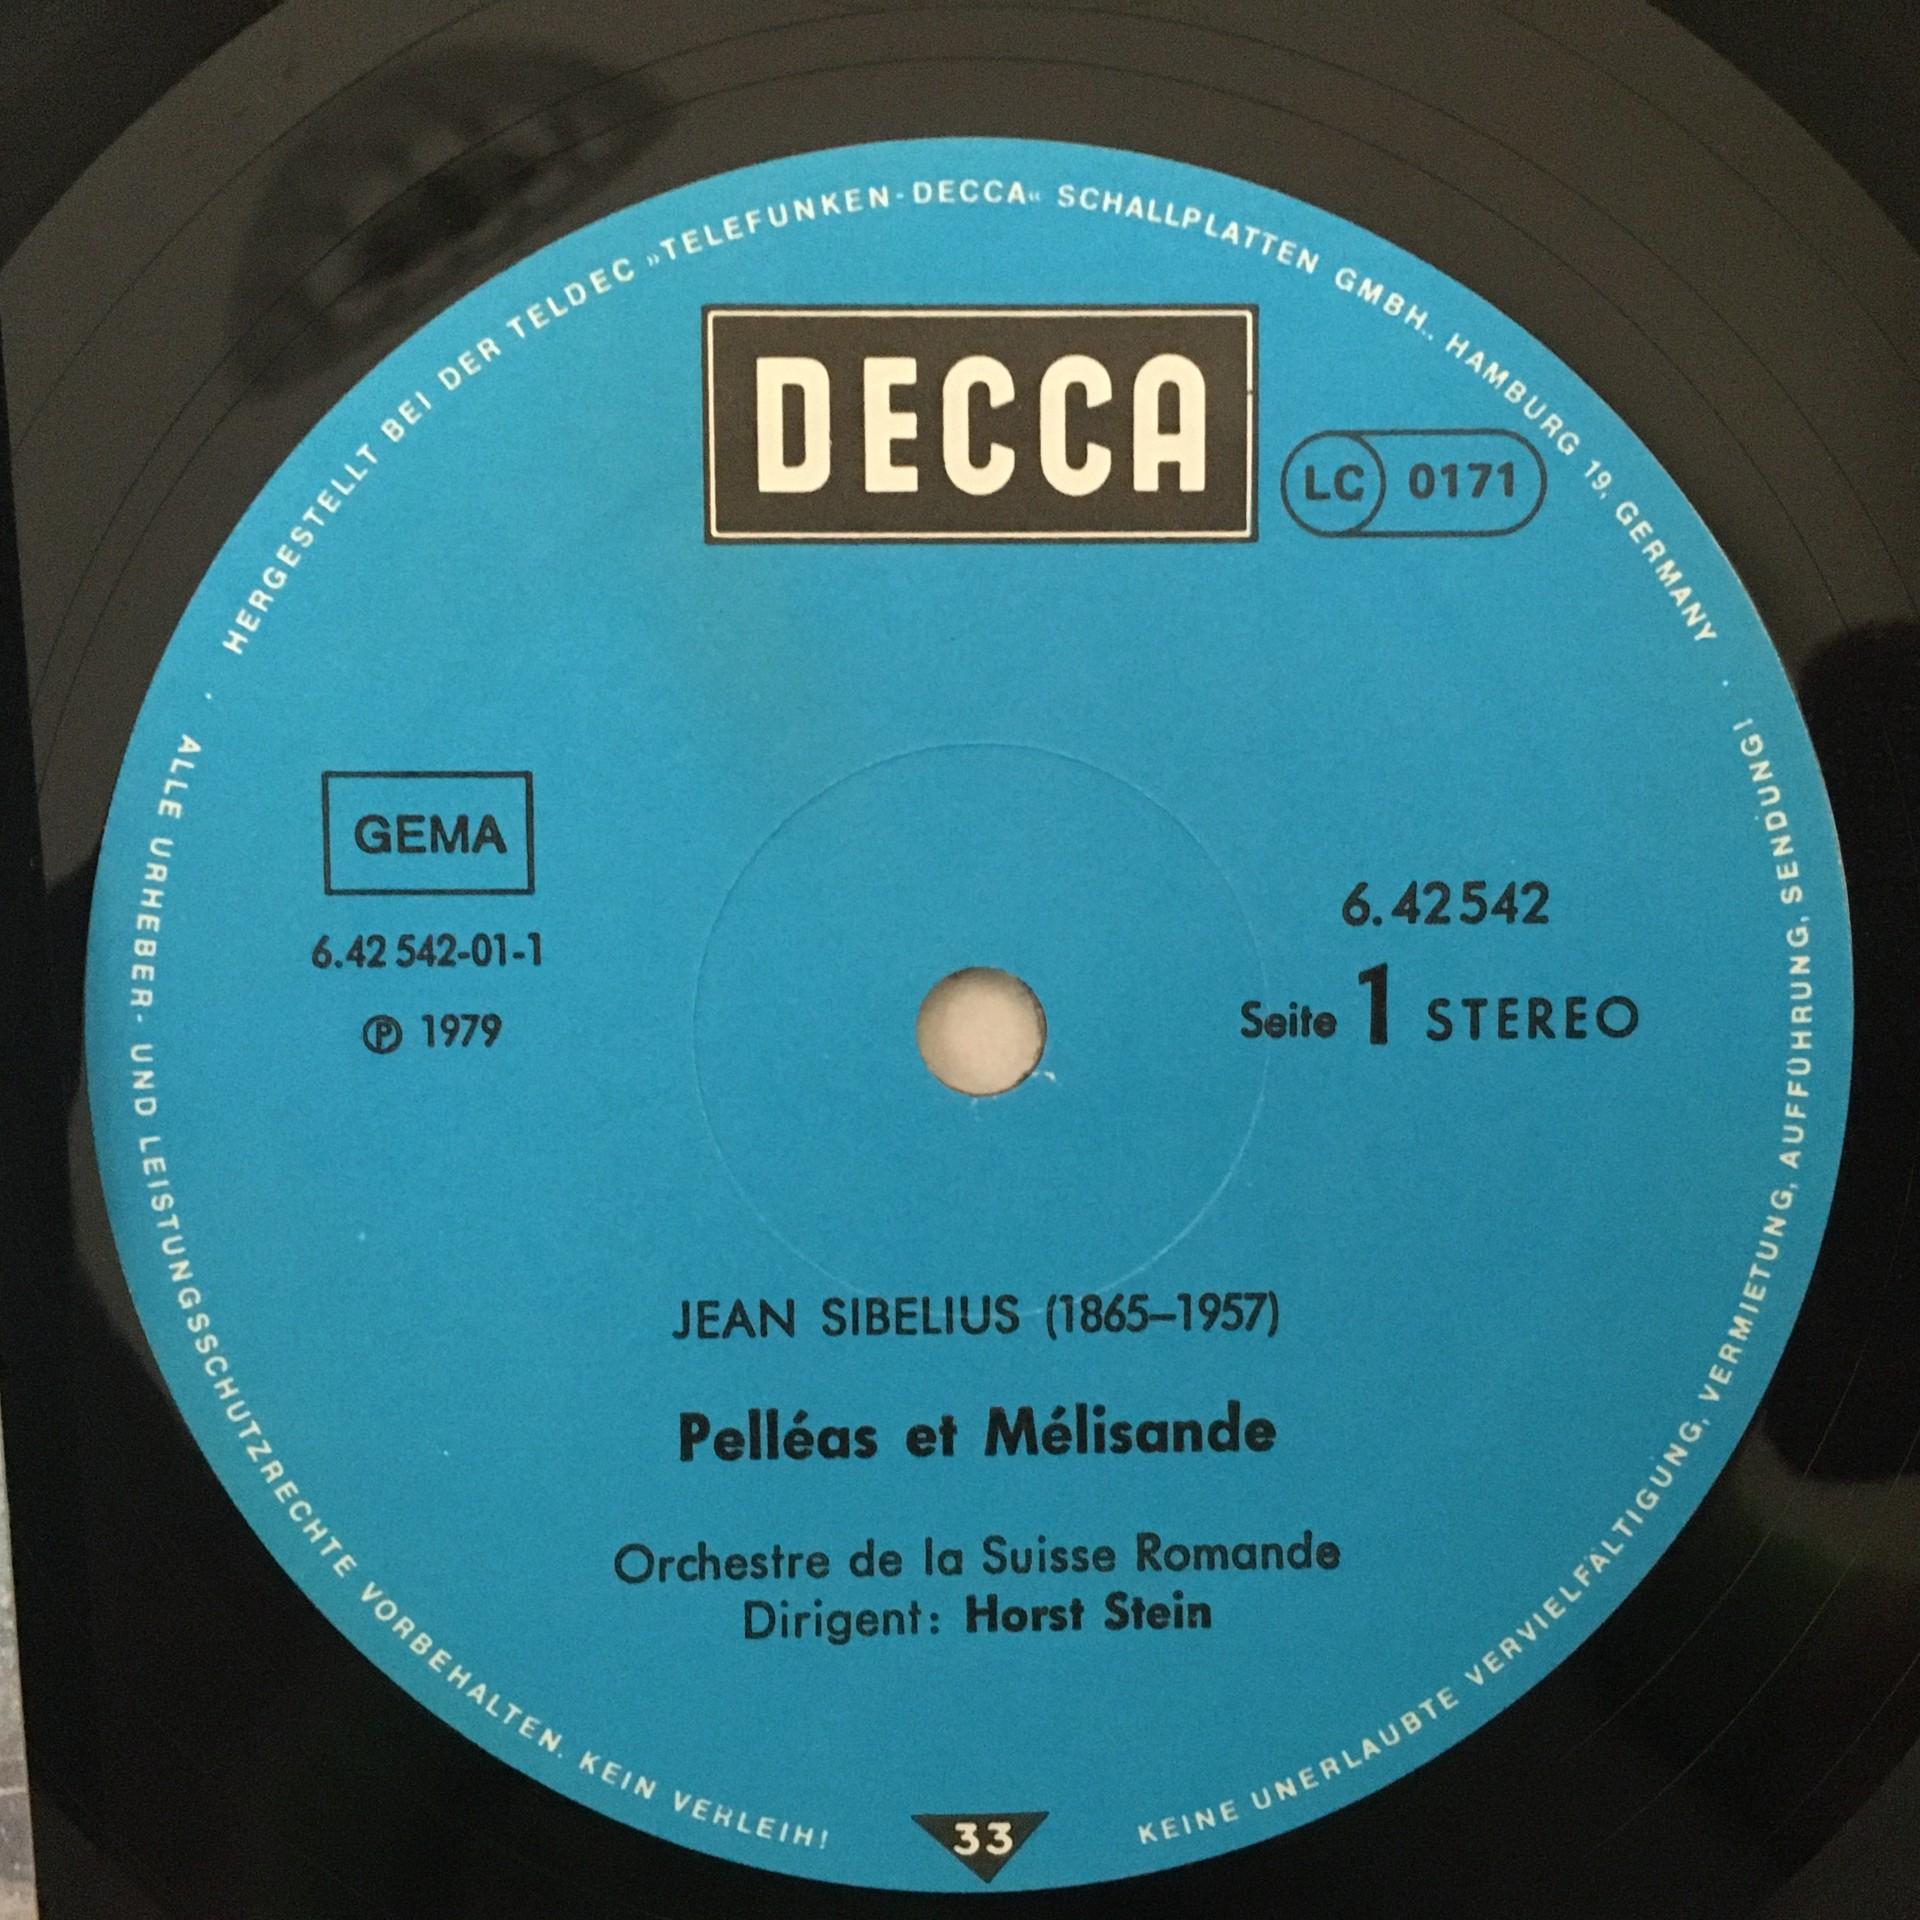 HERGESTELLT BEI DER TELDEC »TELEFUNKEN-DECCA« SCHALLPLATTEN GMBH., HAMBURG 19, GERMANY ·
DECCA
LC 0171
GEMA
6.42 542-01-1
℗ 1979
6.42542
Seite 1 STEREO
JEAN SIBELIUS (1865–1957)
Pelléas et Mélisande
Orchestre de la Suisse Romande
Dirigent: Horst Stein
· ALLE URHEBER- UND LEISTUNGSSCHUTZRECHTE VORBEHALTEN. KEIN VERLEIH!
33
KEINE UNERLAUBTE VERVIELFÄLTIGUNG, VERMIETUNG, AUFFÜHRUNG, SENDUNG!